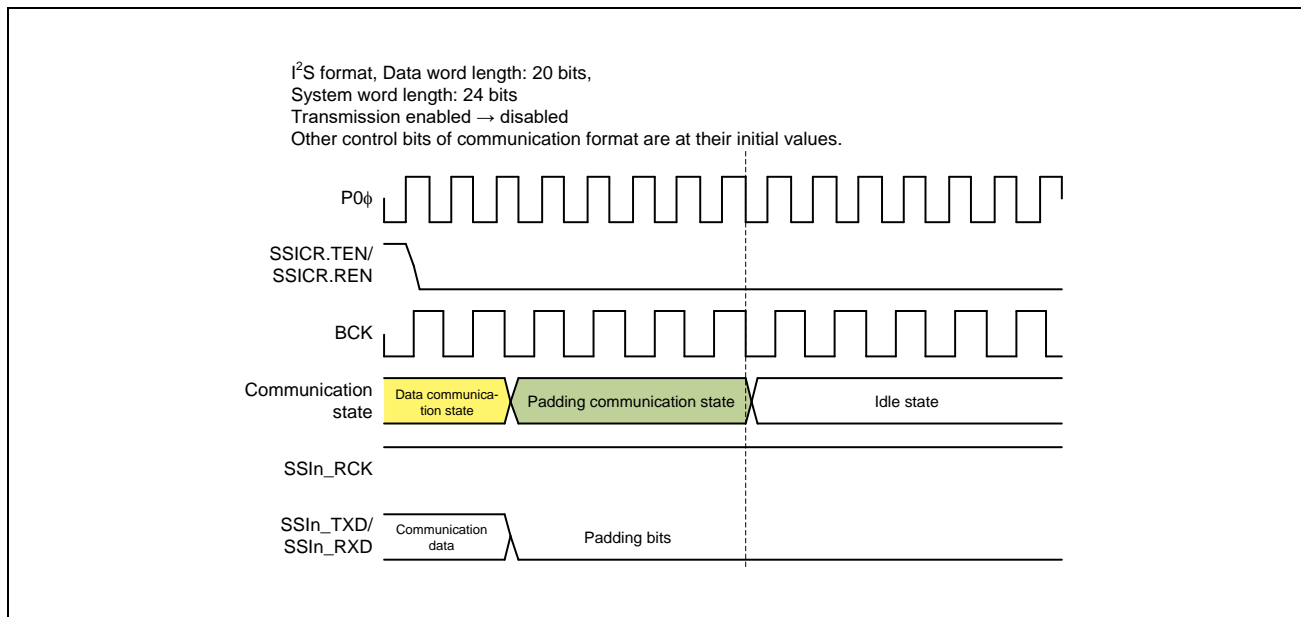 I²S format, Data word length: 20 bits,
System word length: 24 bits
Transmission enabled → disabled
Other control bits of communication format are at their initial values.
P0ϕ
SSICR.TEN/
SSICR.REN
BCK
Communication
state
Data communica-
tion state
Padding communication state
Idle state
SSIn_RCK
SSIn_TXD/
SSIn_RXD
Communication
data
Padding bits